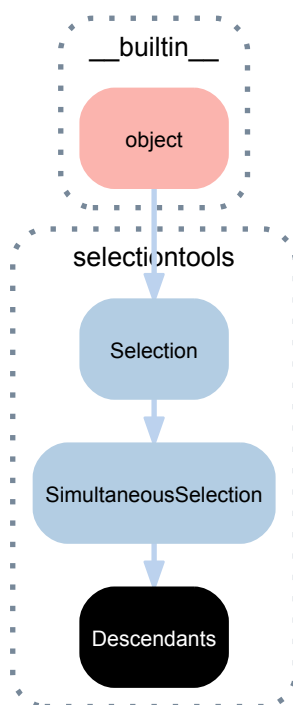 __builtin__
object
selectiontools
Selection
SimultaneousSelection
Descendants